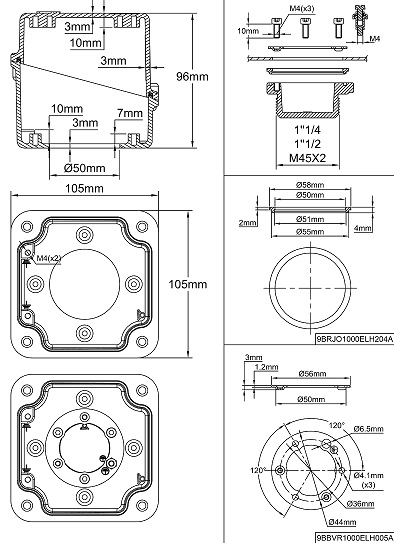 3mm
10mm
3mm
96mm
10mm
3mm
7mm
Ø50mm
105mm
M4(x2)
105mm
M4(x3)
10mm
M4
1"1/4
1"1/2
M45X2
Ø58mm
Ø50mm
2mm
Ø51mm
4mm
Ø55mm
9BRJO1000ELH204A
3mm
1.2mm
Ø56mm
Ø50mm
120°
Ø6.5mm
120°
Ø4.1mm
(x3)
Ø36mm
Ø44mm
9BBVR1000ELH005A